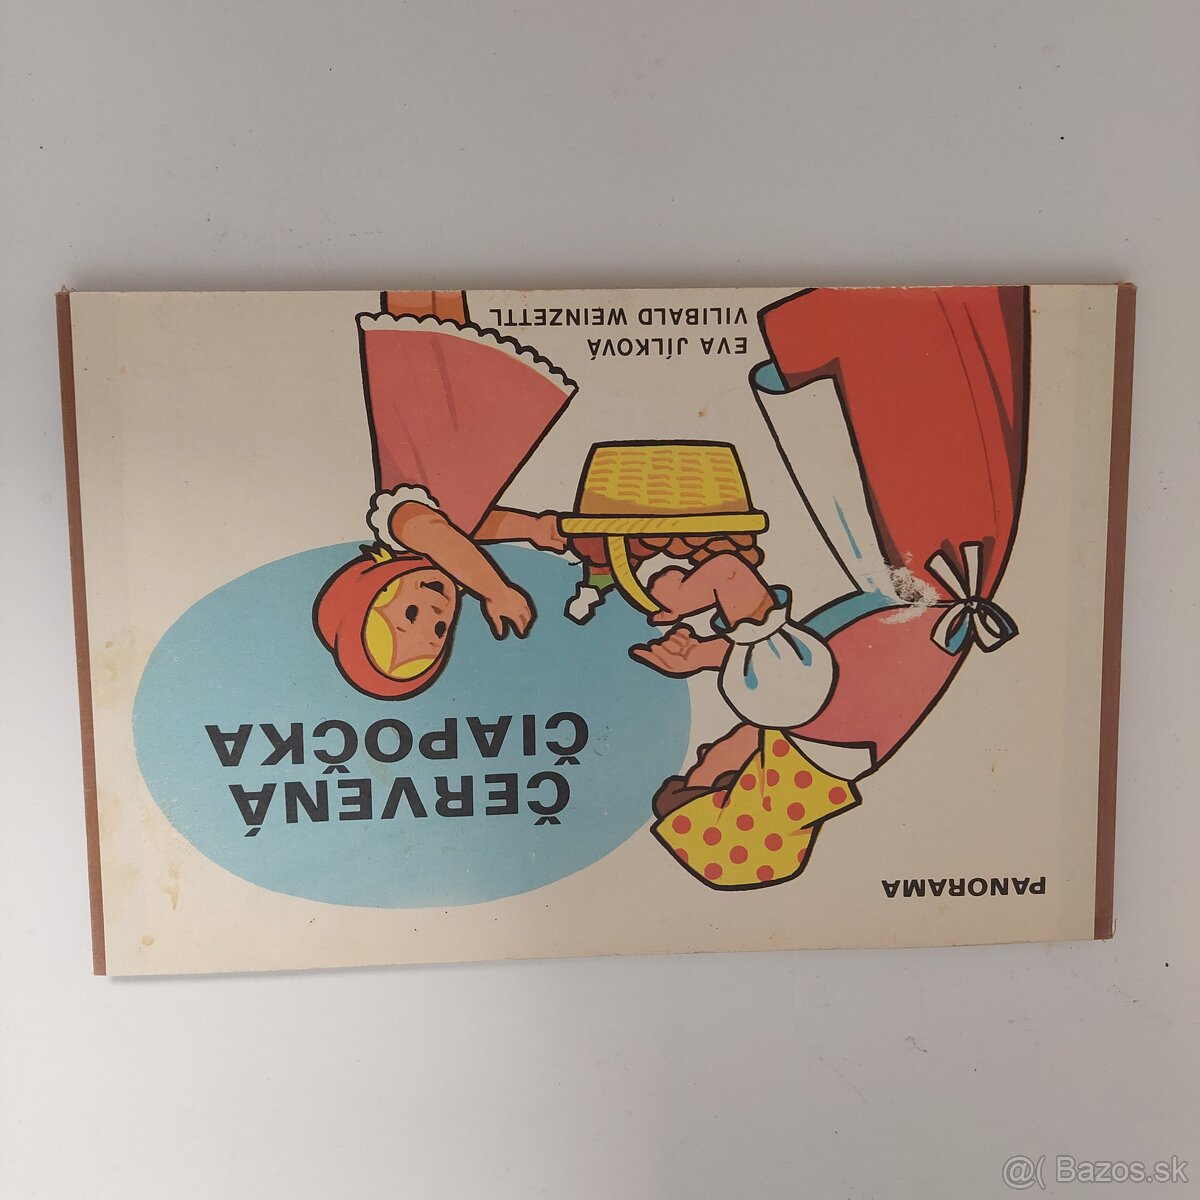 PANORAMA
ČERVENÁ
ČIAPOČKA
EVA JÍLKOVÁ
VILIBALD WEINZETTL
@( Bazos.sk